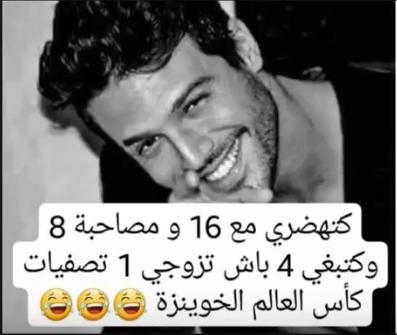 كتهضري مع 16 و مصاحبة 8
وكتبغي 4 باش تزوجي 1 تصفيات
كأس العالم الخوينزة 😂😂😂